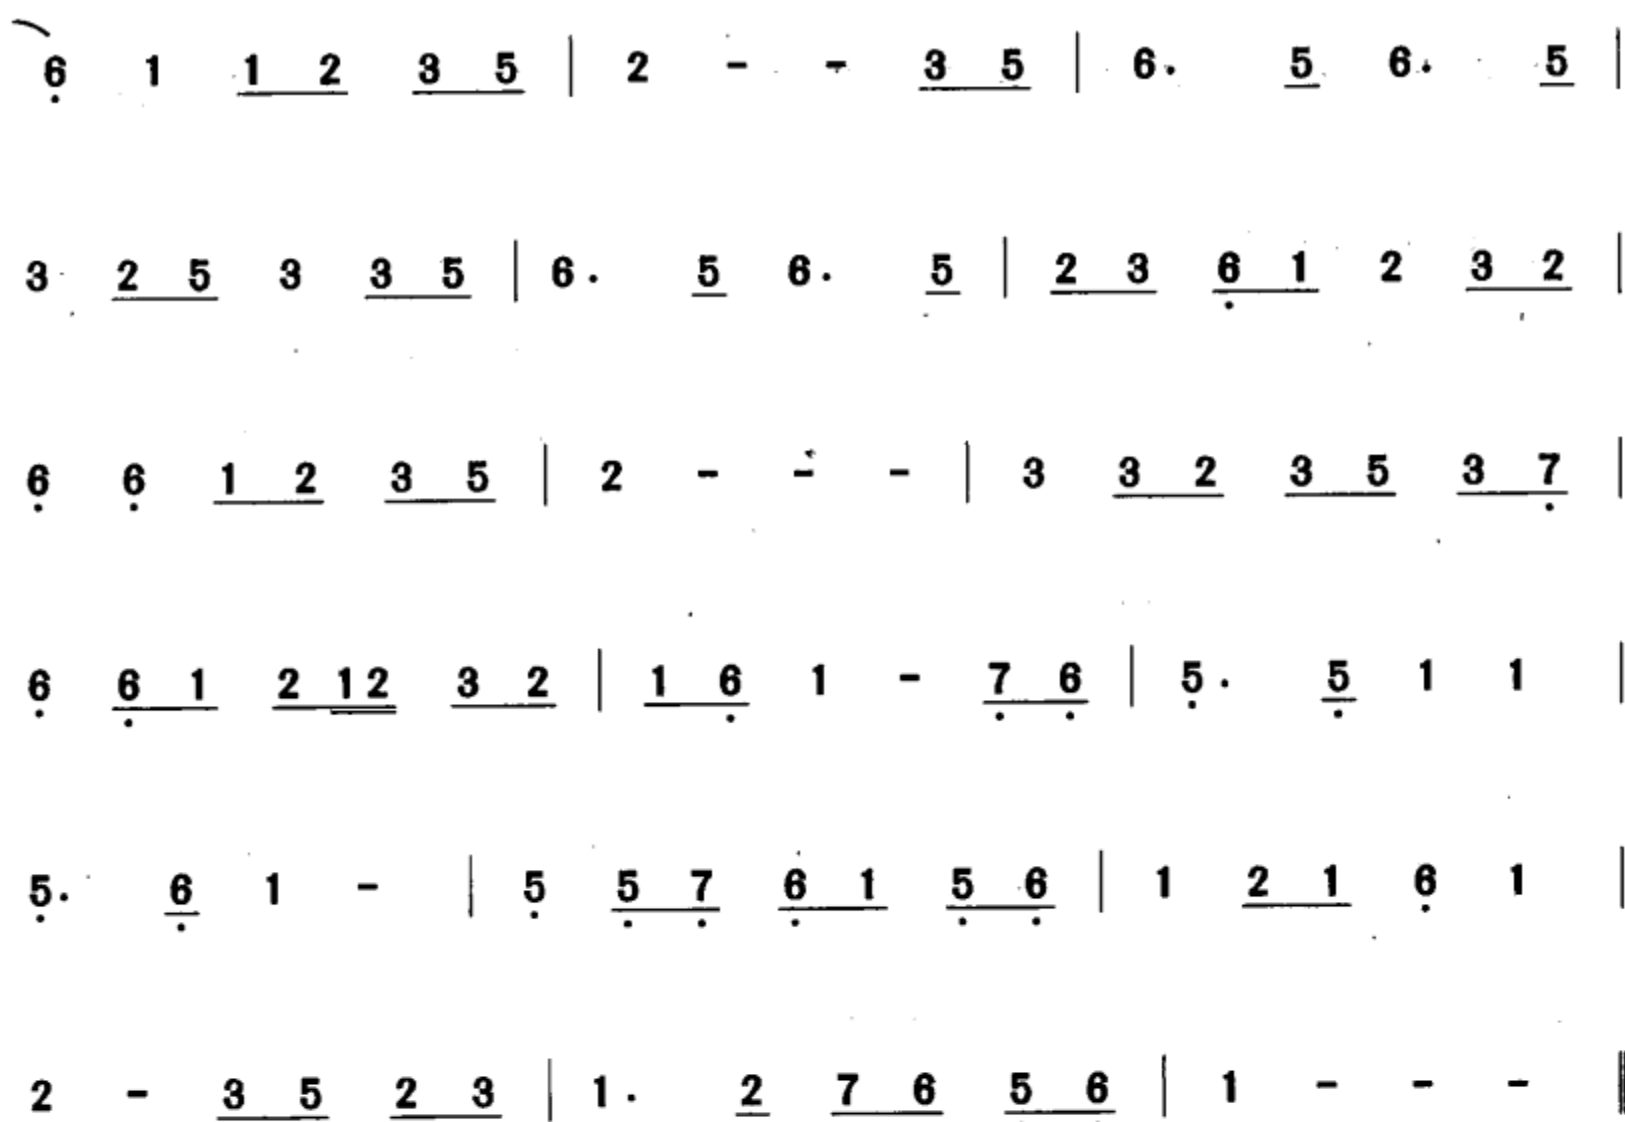 6̣ 1 1 2 3 5 | 2 - - 3 5 | 6. 5 6. 5 |
3 2 5 3 3 5 | 6. 5 6. 5 | 2 3 6̣ 1 2 3 2 |
6̣ 6̣ 1 2 3 5 | 2 - - - | 3 3 2 3 5 3 7̣ |
6̣ 6̣ 1 2 12 3 2 | 1 6̣ 1 - 7̣ 6̣ | 5̣. 5̣ 1 1 |
5̣. 6̣ 1 - | 5̣ 5̣ 7̣ 6̣ 1 5̣ 6̣ | 1 2 1 6̣ 1 |
2 - 3 5 2 3 | 1. 2 7 6 5 6 | 1 - - - ‖